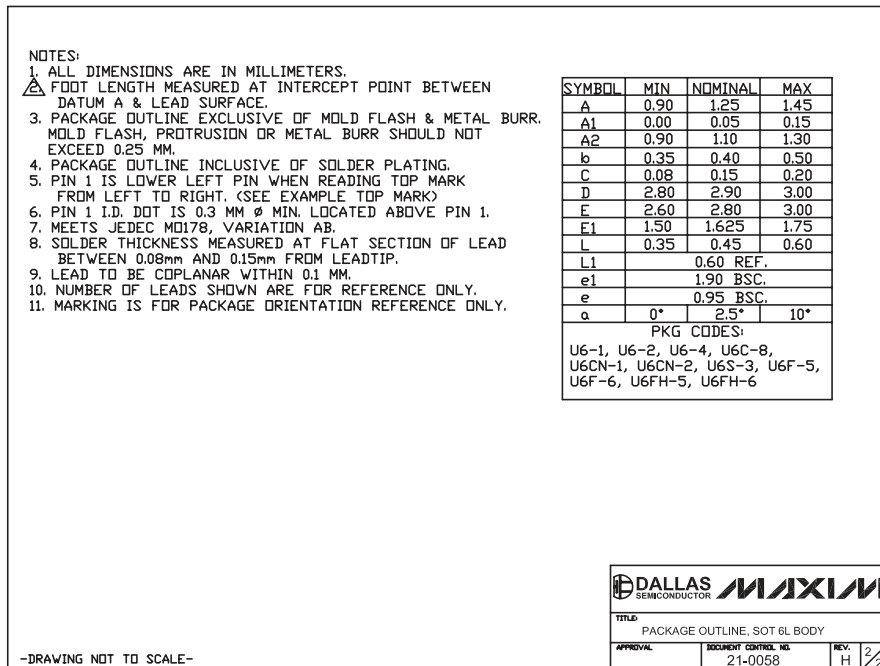 NOTES:
1. ALL DIMENSIONS ARE IN MILLIMETERS.
2 FOOT LENGTH MEASURED AT INTERCEPT POINT BETWEEN
DATUM A & LEAD SURFACE.
3. PACKAGE OUTLINE EXCLUSIVE OF MOLD FLASH & METAL BURR.
MOLD FLASH, PROTRUSION OR METAL BURR SHOULD NOT
EXCEED 0.25 MM.
4. PACKAGE OUTLINE INCLUSIVE OF SOLDER PLATING.
5. PIN 1 IS LOWER LEFT PIN WHEN READING TOP MARK
FROM LEFT TO RIGHT. (SEE EXAMPLE TOP MARK)
6. PIN 1 I.D. DOT IS 0.3 MM Ø MIN. LOCATED ABOVE PIN 1.
7. MEETS JEDEC MO178, VARIATION AB.
8. SOLDER THICKNESS MEASURED AT FLAT SECTION OF LEAD
BETWEEN 0.08mm AND 0.15mm FROM LEADTIP.
9. LEAD TO BE COPLANAR WITHIN 0.1 MM.
10. NUMBER OF LEADS SHOWN ARE FOR REFERENCE ONLY.
11. MARKING IS FOR PACKAGE ORIENTATION REFERENCE ONLY.
SYMBOL MIN NOMINAL MAX
A 0.90 1.25 1.45
A1 0.00 0.05 0.15
A2 0.90 1.10 1.30
b 0.35 0.40 0.50
C 0.08 0.15 0.20
D 2.80 2.90 3.00
E 2.60 2.80 3.00
E1 1.50 1.625 1.75
L 0.35 0.45 0.60
L1 0.60 REF.
e1 1.90 BSC.
e 0.95 BSC.
α 0° 2.5° 10°
PKG CODES:
U6-1, U6-2, U6-4, U6C-8,
U6CN-1, U6CN-2, U6S-3, U6F-5,
U6F-6, U6FH-5, U6FH-6
DALLAS
SEMICONDUCTOR
MAXIM
TITLE:
PACKAGE OUTLINE, SOT 6L BODY
APPROVAL DOCUMENT CONTROL NO. REV.
21-0058 H 2/2
-DRAWING NOT TO SCALE-